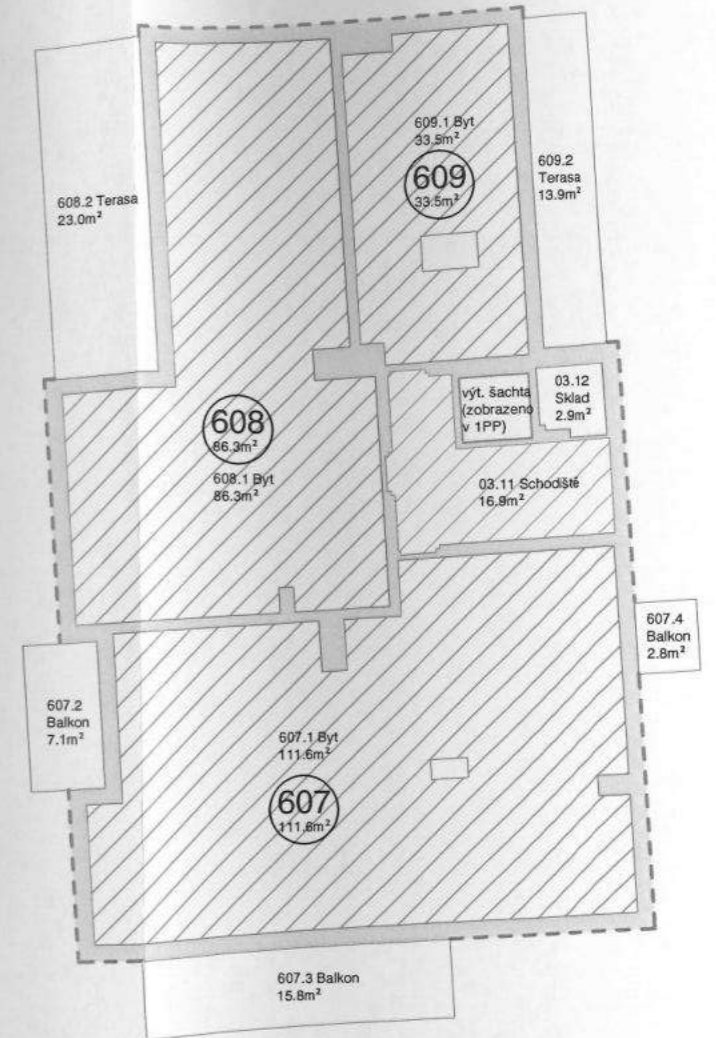 609.1 Byt
33.5m²
609
33.5m²
609.2
Terasa
13.9m²
608.2 Terasa
23.0m²
výt. šachta
(zobrazeno
v 1PP)
03.12
Sklad
2.9m²
608
86.3m²
608.1 Byt
86.3m²
03.11 Schodiště
16.9m²
607.4
Balkon
2.8m²
607.2
Balkon
7.1m²
607.1 Byt
111.6m²
607
111.6m²
607.3 Balkon
15.8m²